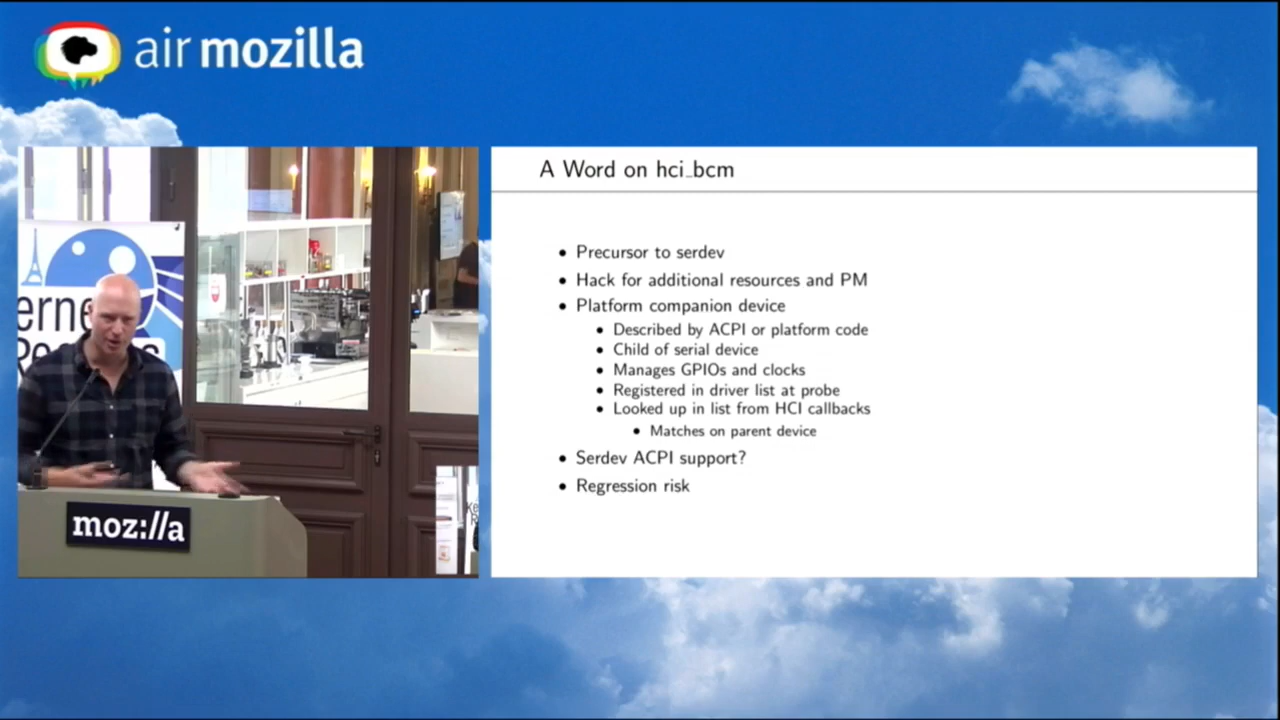 air mozilla
A Word on hci_bcm
• Precursor to serdev
• Hack for additional resources and PM
• Platform companion device
• Described by ACPI or platform code
• Child of serial device
• Manages GPIOs and clocks
• Registered in driver list at probe
• Looked up in list from HCI callbacks
• Matches on parent device
• Serdev ACPI support?
• Regression risk
moz://a